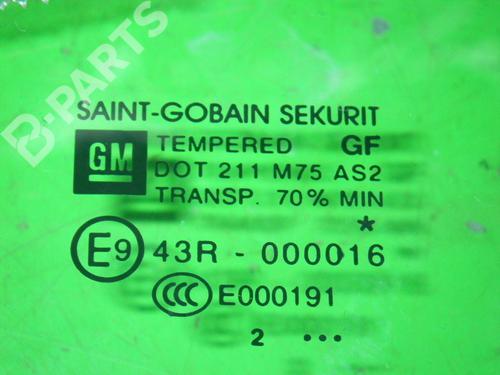 B-PARTS
SAINT-GOBAIN SEKURIT
GM TEMPERED GF
DOT 211 M75 AS2
TRANSP. 70% MIN
*
E9 43R - 000016
CCC E000191
2 ...